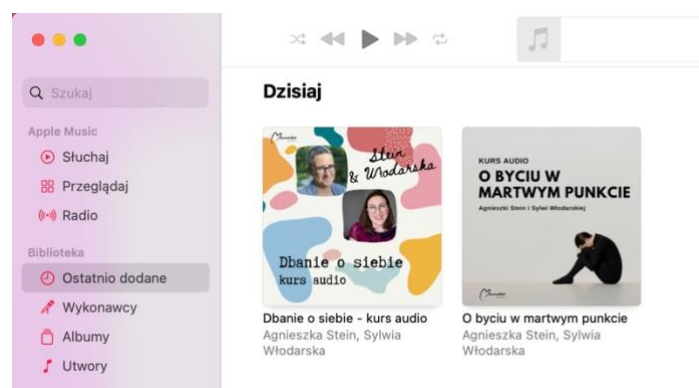 Szukaj
Apple Music
Słuchaj
Przeglądaj
Radio
Biblioteka
Ostatnio dodane
Wykonawcy
Albumy
Utwory
Dzisiaj
Stein
& Włodarska
Dbanie o siebie
kurs audio
Dbanie o siebie - kurs audio
Agnieszka Stein, Sylwia
Włodarska
KURS AUDIO
O BYCIU W
MARTWYM PUNKCIE
Agnieszki Stein i Sylwi Włodarskiej
O byciu w martwym punkcie
Agnieszka Stein, Sylwia
Włodarska